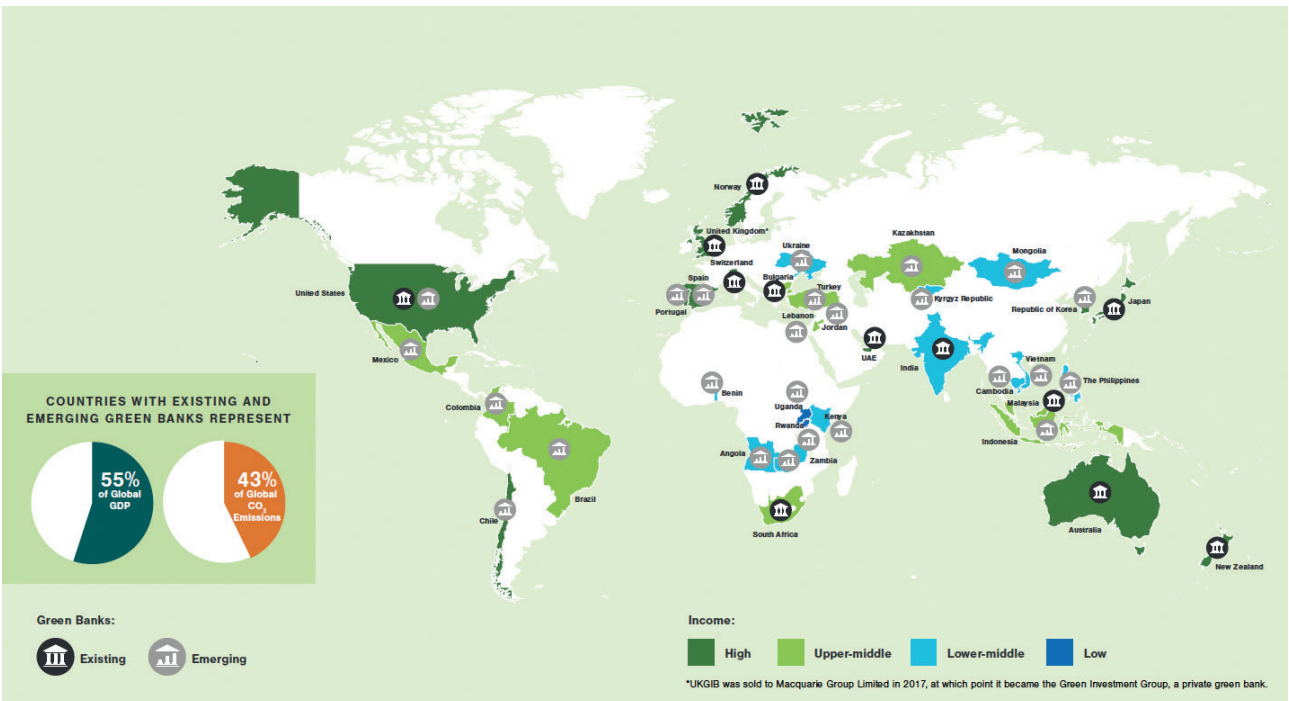 Norway
United Kingdom*
Ukraine
Kazakhstan
Mongolia
Switzerland
Spain
Bulgaria
Turkey
United States
Portugal
Lebanon
Jordan
Kyrgyz Republic
Republic of Korea
Japan
Mexico
UAE
India
Vietnam
Cambodia
The Philippines
Benin
Colombia
Uganda
Kenya
Malaysia
Rwanda
Indonesia
Angola
Zambia
Brazil
Chile
South Africa
Australia
New Zealand
COUNTRIES WITH EXISTING AND
EMERGING GREEN BANKS REPRESENT
55%
of Global
GDP
43%
of Global
CO2
Emissions
Green Banks:
Existing
Emerging
Income:
High
Upper-middle
Lower-middle
Low
*UKGIB was sold to Macquarie Group Limited in 2017, at which point it became the Green Investment Group, a private green bank.